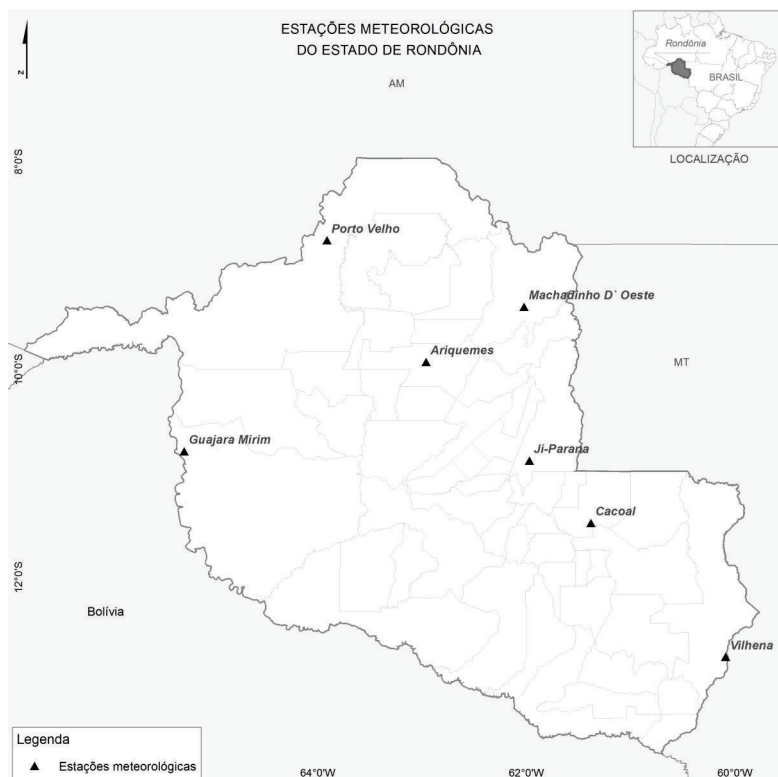 ESTAÇÕES METEOROLÓGICAS
DO ESTADO DE RONDÔNIA
z
AM
Rondônia
BRASIL
LOCALIZAÇÃO
8°0'S
Porto Velho
Machadinho D` Oeste
Ariquemes
10°0'S
MT
Guajara Mirim
Ji-Parana
Cacoal
12°0'S
Bolívia
Vilhena
Legenda
Estações meteorológicas
64°0'W
62°0'W
60°0'W